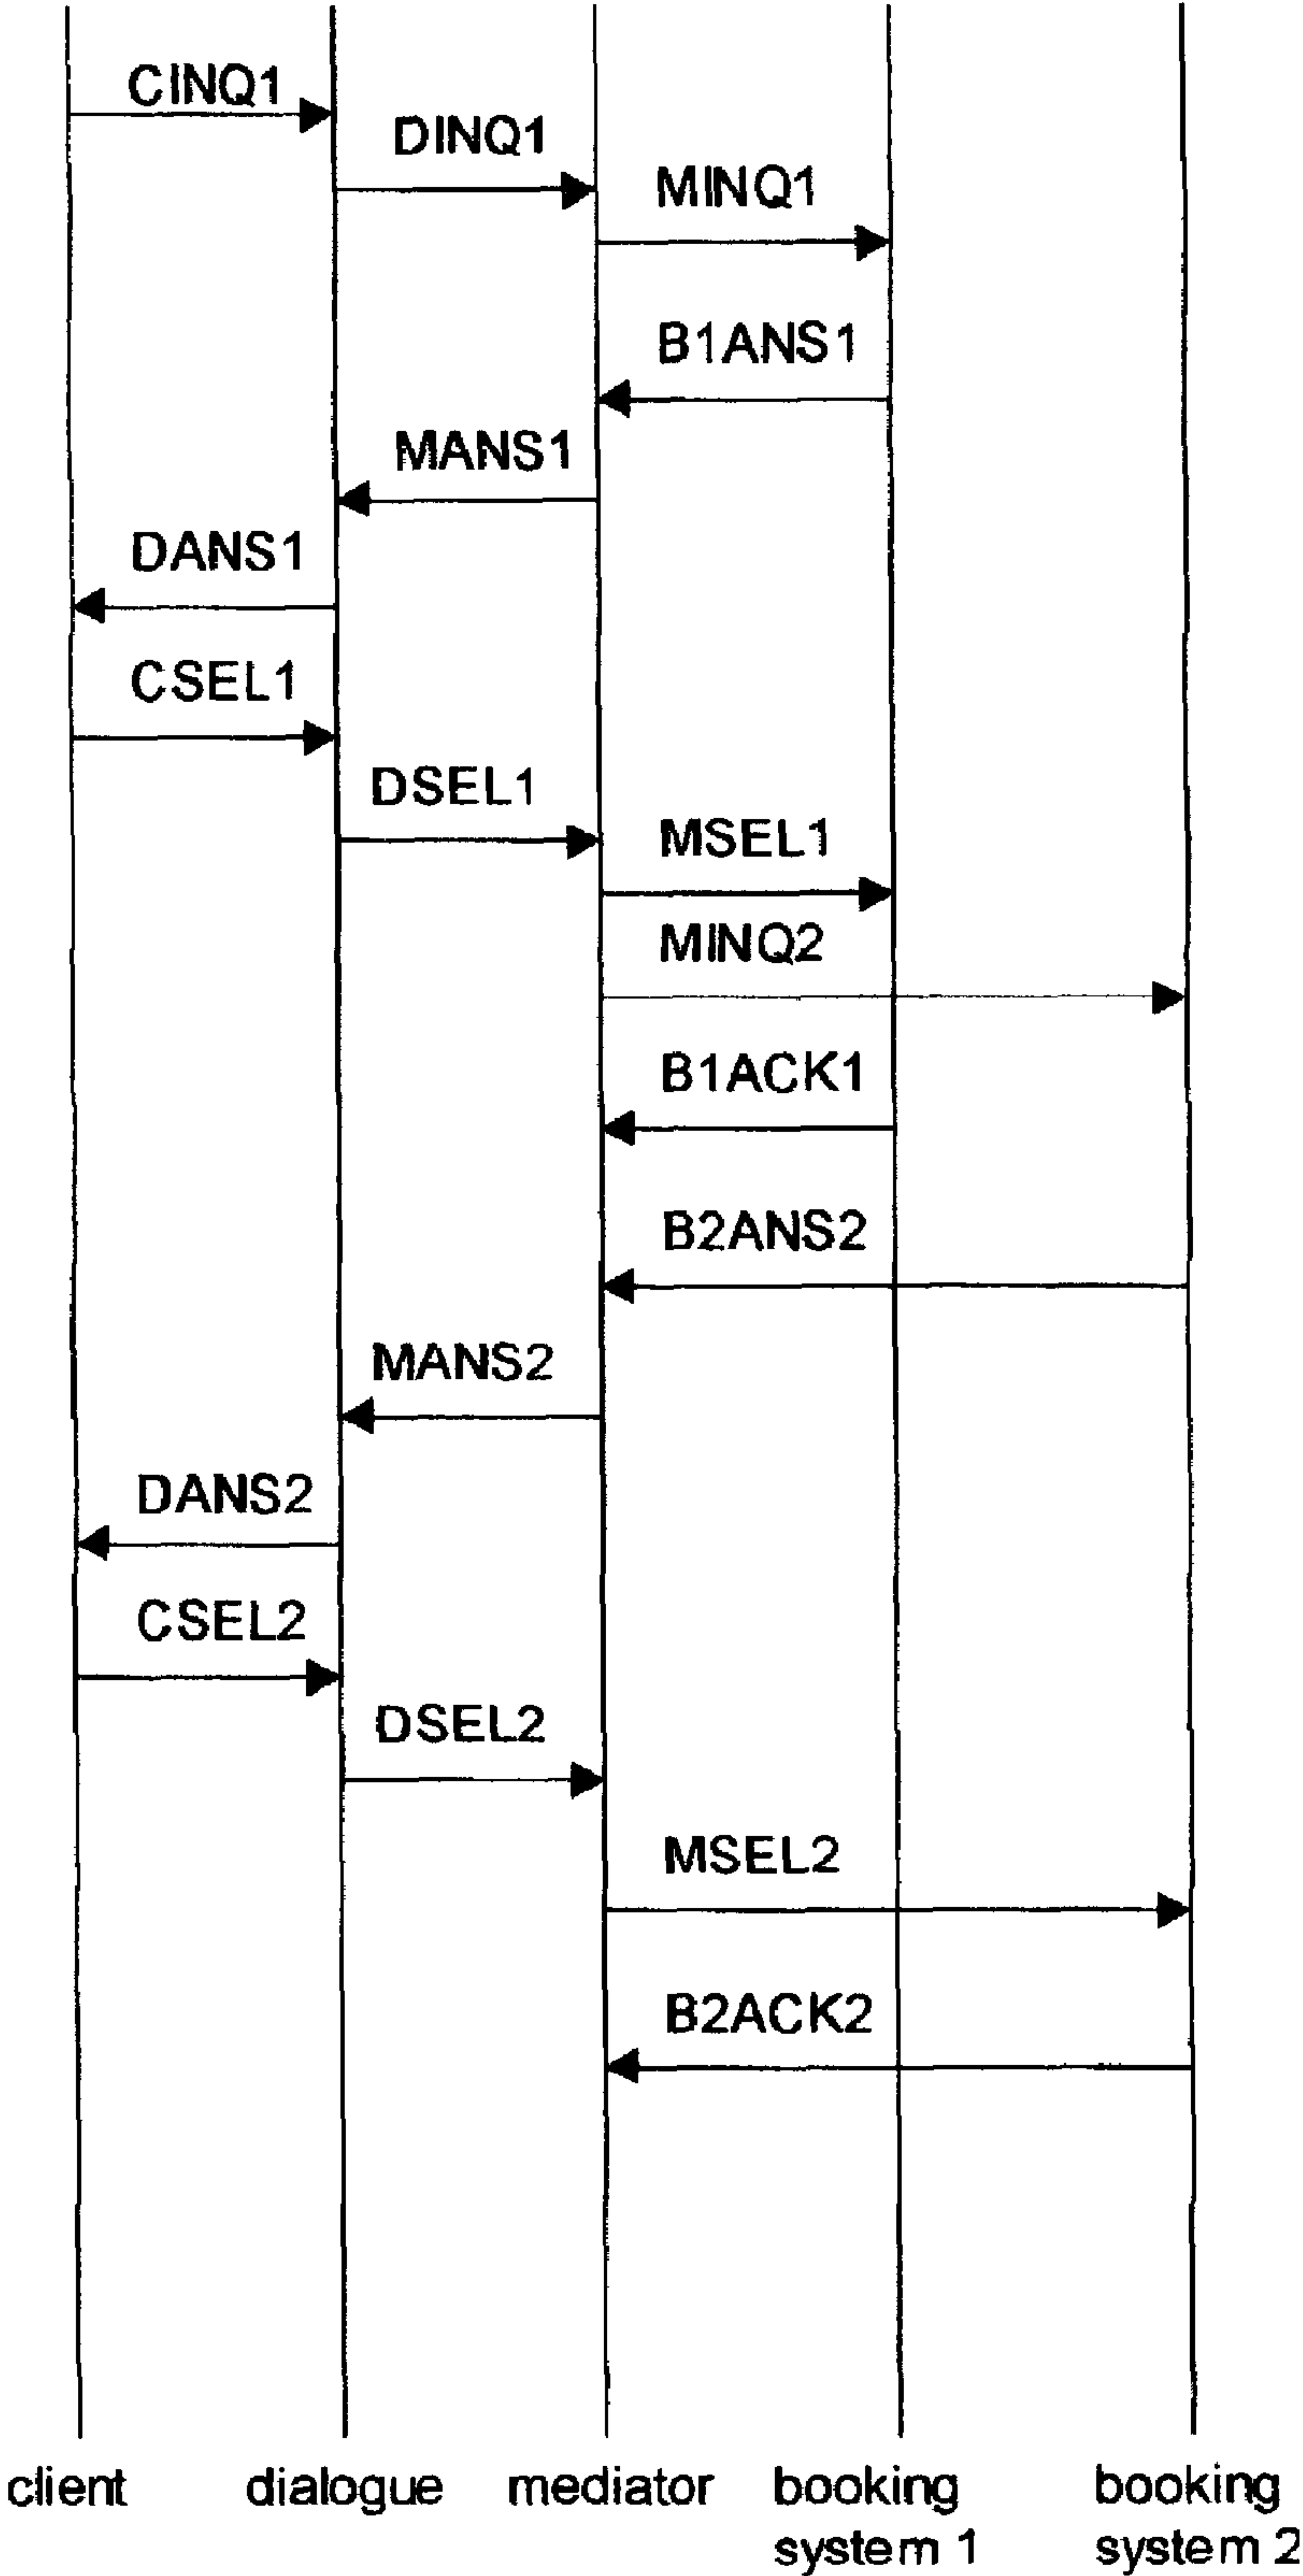 CINQ1
DINQ1
MINQ1
B1ANS1
MANS1
DANS1
CSEL1
DSEL1
MSEL1
MINQ2
B1ACK1
B2ANS2
MANS2
DANS2
CSEL2
DSEL2
MSEL2
B2ACK2
client dialogue mediator booking booking
system 1 system 2